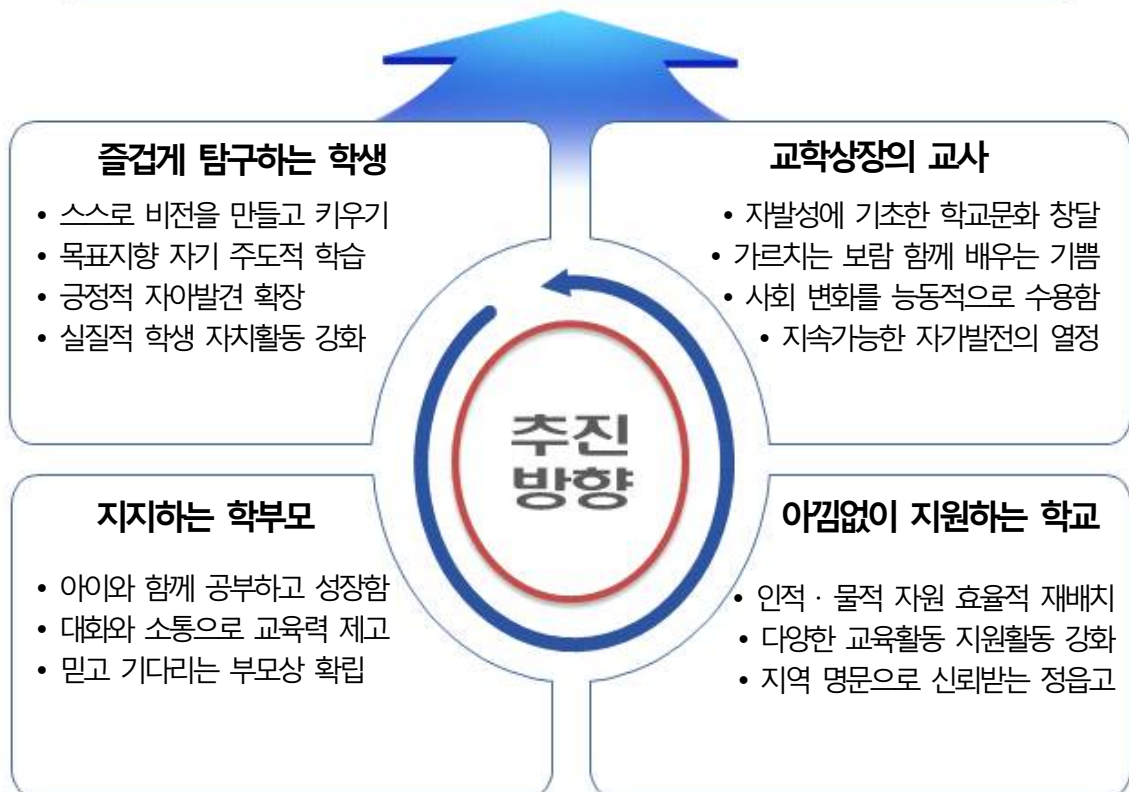 즐겁게 탐구하는 학생
• 스스로 비전을 만들고 키우기
• 목표지향 자기 주도적 학습
• 긍정적 자아발견 확장
• 실질적 학생 자치활동 강화
교학상장의 교사
• 자발성에 기초한 학교문화 창달
• 가르치는 보람 함께 배우는 기쁨
• 사회 변화를 능동적으로 수용함
• 지속가능한 자가발전의 열정
추진
방향
지지하는 학부모
• 아이와 함께 공부하고 성장함
• 대화와 소통으로 교육력 제고
• 믿고 기다리는 부모상 확립
아낌없이 지원하는 학교
• 인적 · 물적 자원 효율적 재배치
• 다양한 교육활동 지원활동 강화
• 지역 명문으로 신뢰받는 정읍고